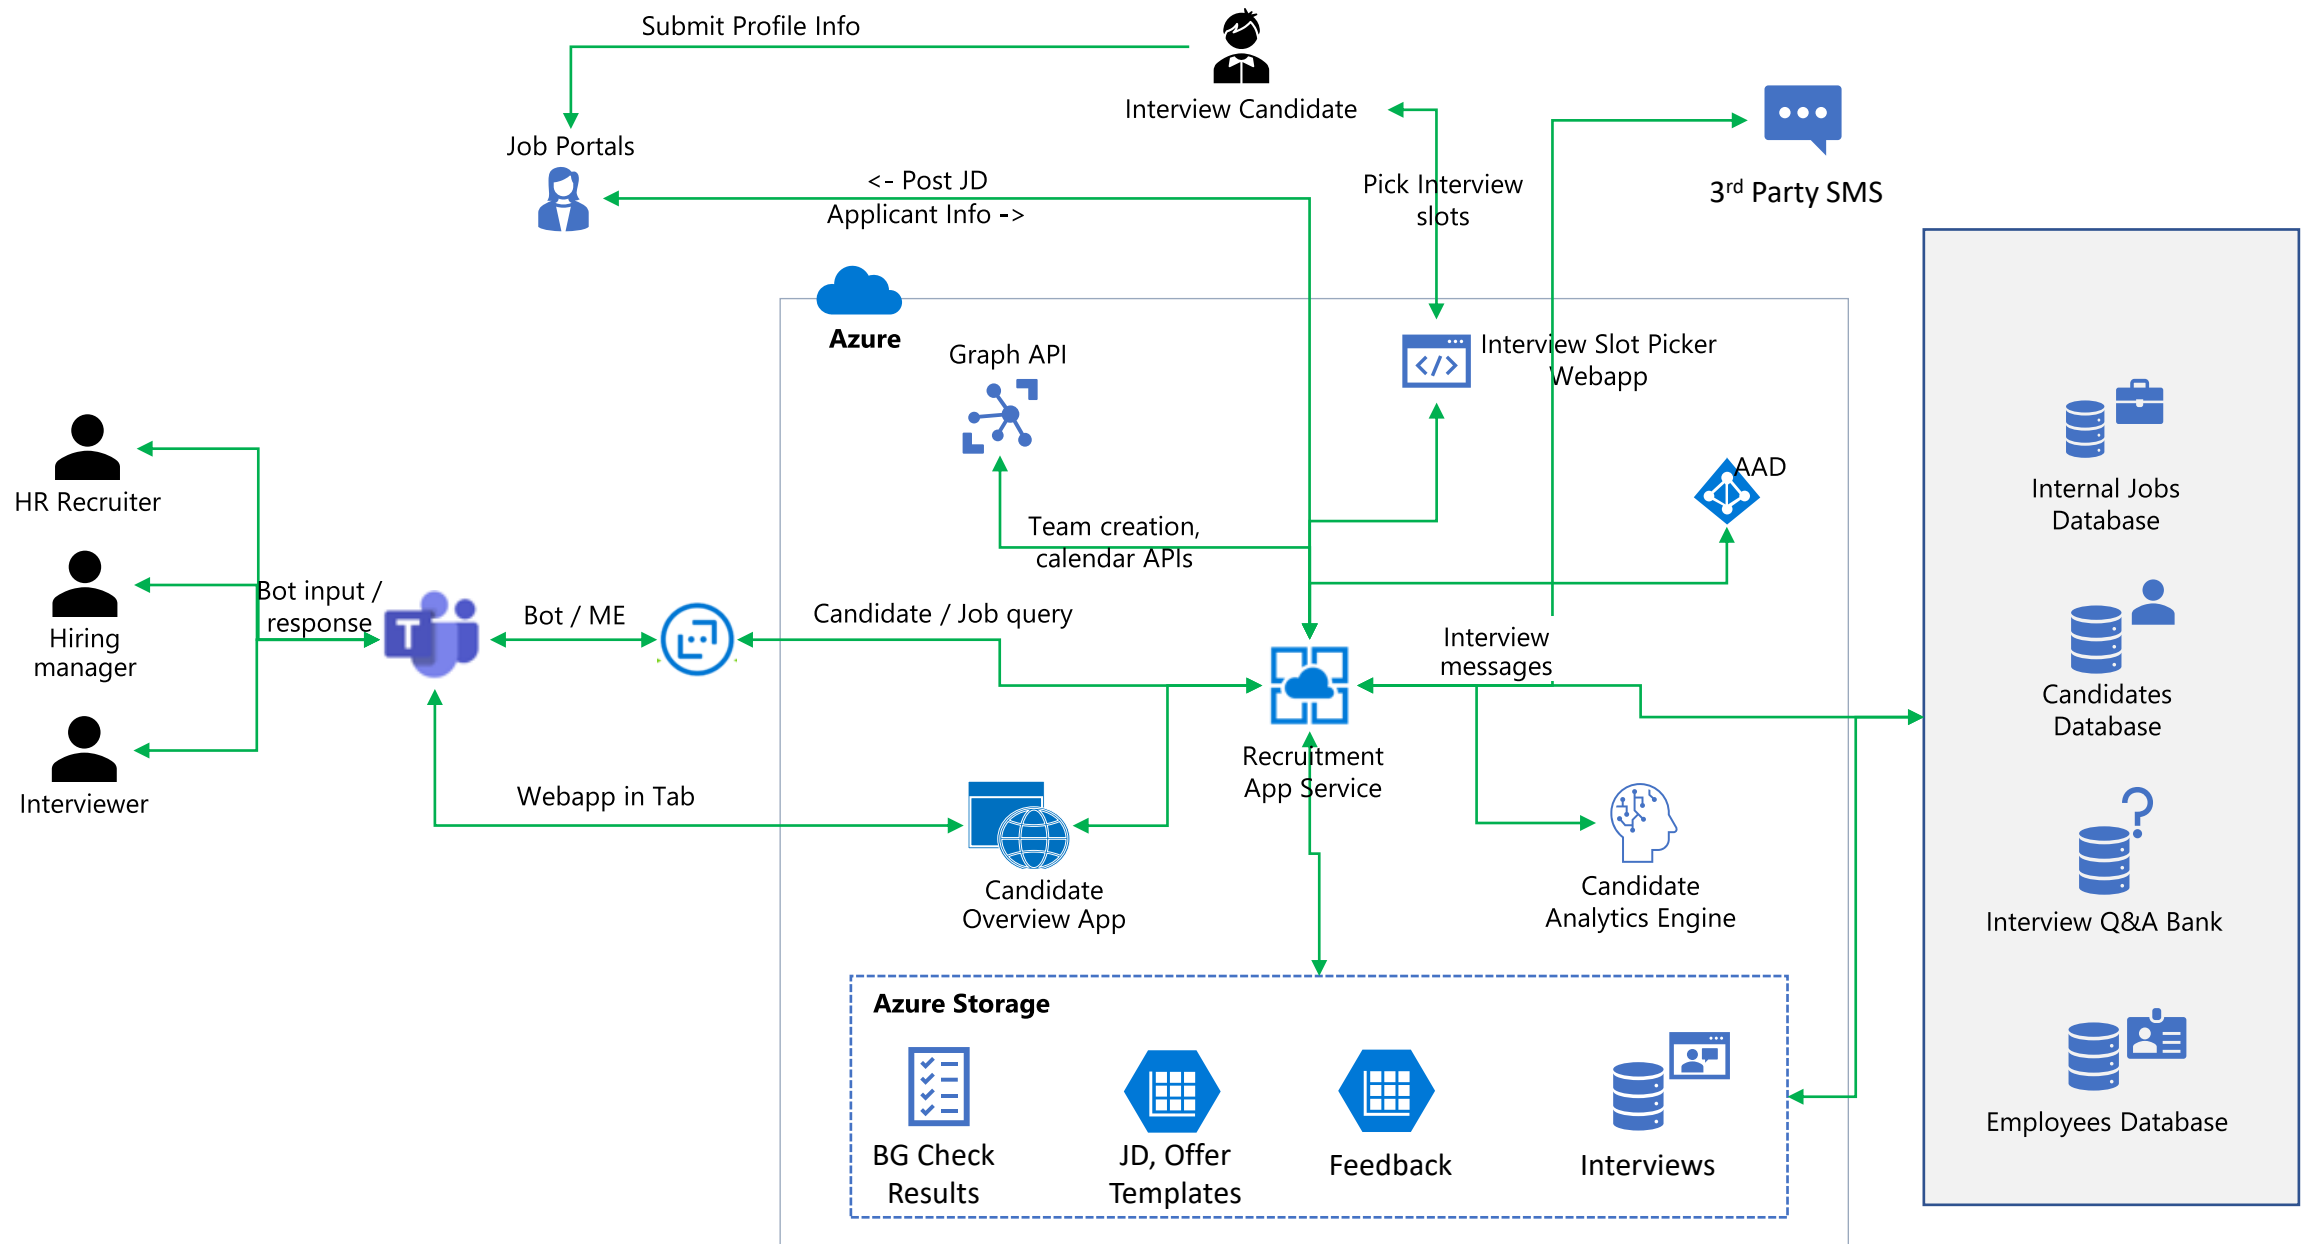 Submit Profile Info
Interview Candidate
Job Portals
<- Post JD
Applicant Info ->
Pick Interview
slots
3rd Party SMS
Azure
Graph API
Interview Slot Picker
Webapp
AAD
Team creation,
calendar APIs
HR Recruiter
Hiring
manager
Interviewer
Bot input /
response
T
Bot / ME
Candidate / Job query
Interview
messages
Recruitment
App Service
Webapp in Tab
Candidate
Overview App
Candidate
Analytics Engine
Azure Storage
BG Check
Results
JD, Offer
Templates
Feedback
Interviews
Internal Jobs
Database
Candidates
Database
Interview Q&A Bank
Employees Database